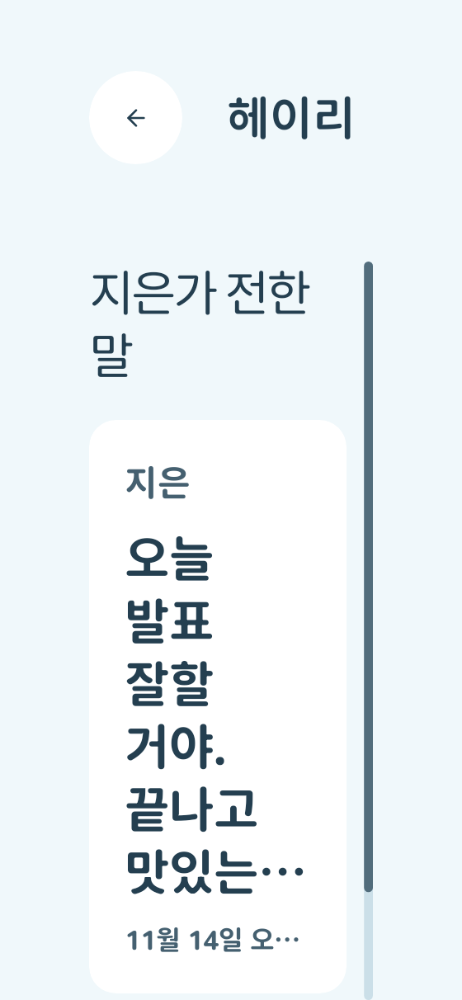 헤이리
지은가 전한
말
지은
오늘
발표
잘할
거야.
끝나고
맛있는…
11월 14일 오…